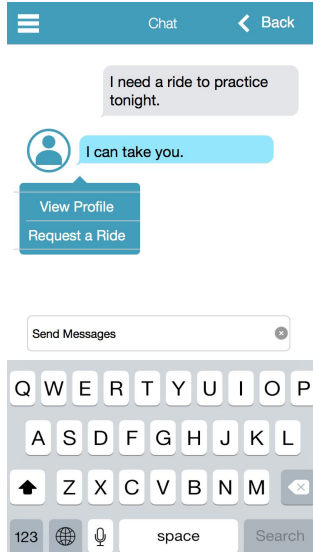 Chat
Back
I need a ride to practice
tonight.
I can take you.
View Profile
Request a Ride
Send Messages
Q W E R T Y U I O P
A S D F G H J K L
Z X C V B N M
123 space Search